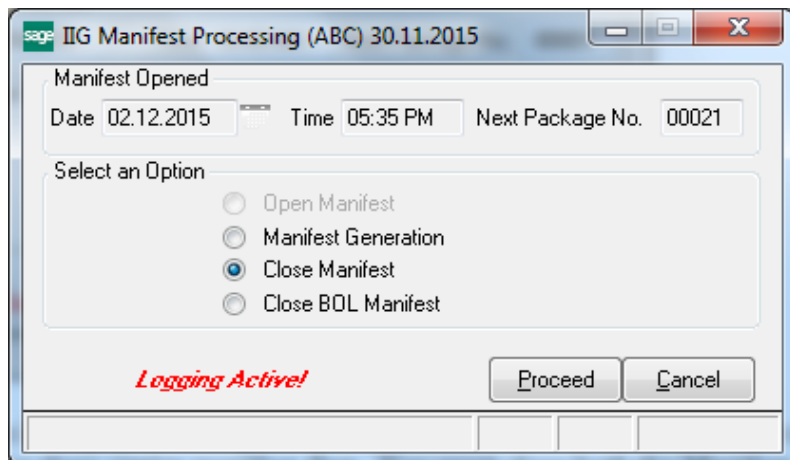 sage IIG Manifest Processing (ABC) 30.11.2015
Manifest Opened
Date 02.12.2015 Time 05:35 PM Next Package No. 00021
Select an Option
Open Manifest
Manifest Generation
Close Manifest
Close BOL Manifest
Logging Active!
Proceed Cancel